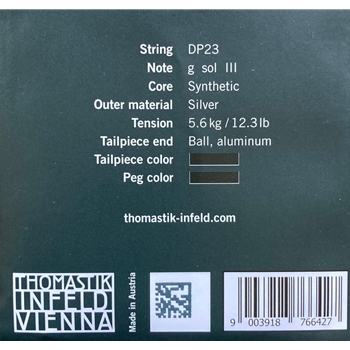 String DP23
Note g sol III
Core Synthetic
Outer material Silver
Tension 5.6 kg / 12.3 lb
Tailpiece end Ball, aluminum
Tailpiece color
Peg color
thomastik-infeld.com
THOMASTIK
INFELD
VIENNA
Made in Austria
9 003918 766427